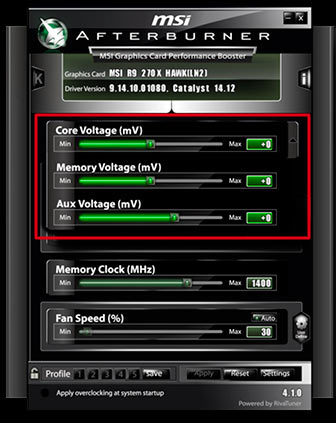 msi
AFTERBURNER
MSI Graphics Card Performance Booster
K
i
Graphics Card MSI R9 270X HAWK(LN2)
Driver Version 9.14.10.01080, Catalyst 14.12
Core Voltage (mV)
Min Max +0
Memory Voltage (mV)
Min Max +0
Aux Voltage (mV)
Min Max +0
Memory Clock (MHz)
Max 1400
Fan Speed (%) Auto
Min Max 30
User Define
Profile 1 2 3 4 5 Save Apply Reset Settings
Apply overclocking at system startup 4.1.0
Powered by RivaTuner